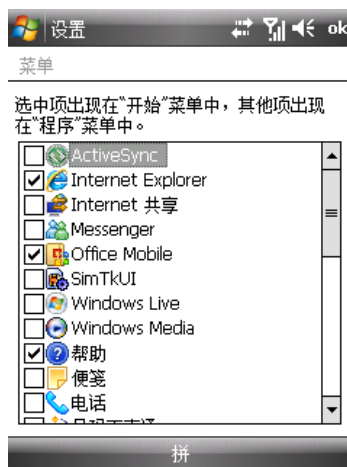 设置
ok
菜单
选中项出现在"开始"菜单中，其他项出现
在"程序"菜单中。
ActiveSync
Internet Explorer
Internet 共享
Messenger
Office Mobile
SimTkUI
Windows Live
Windows Media
帮助
便笺
电话
拼